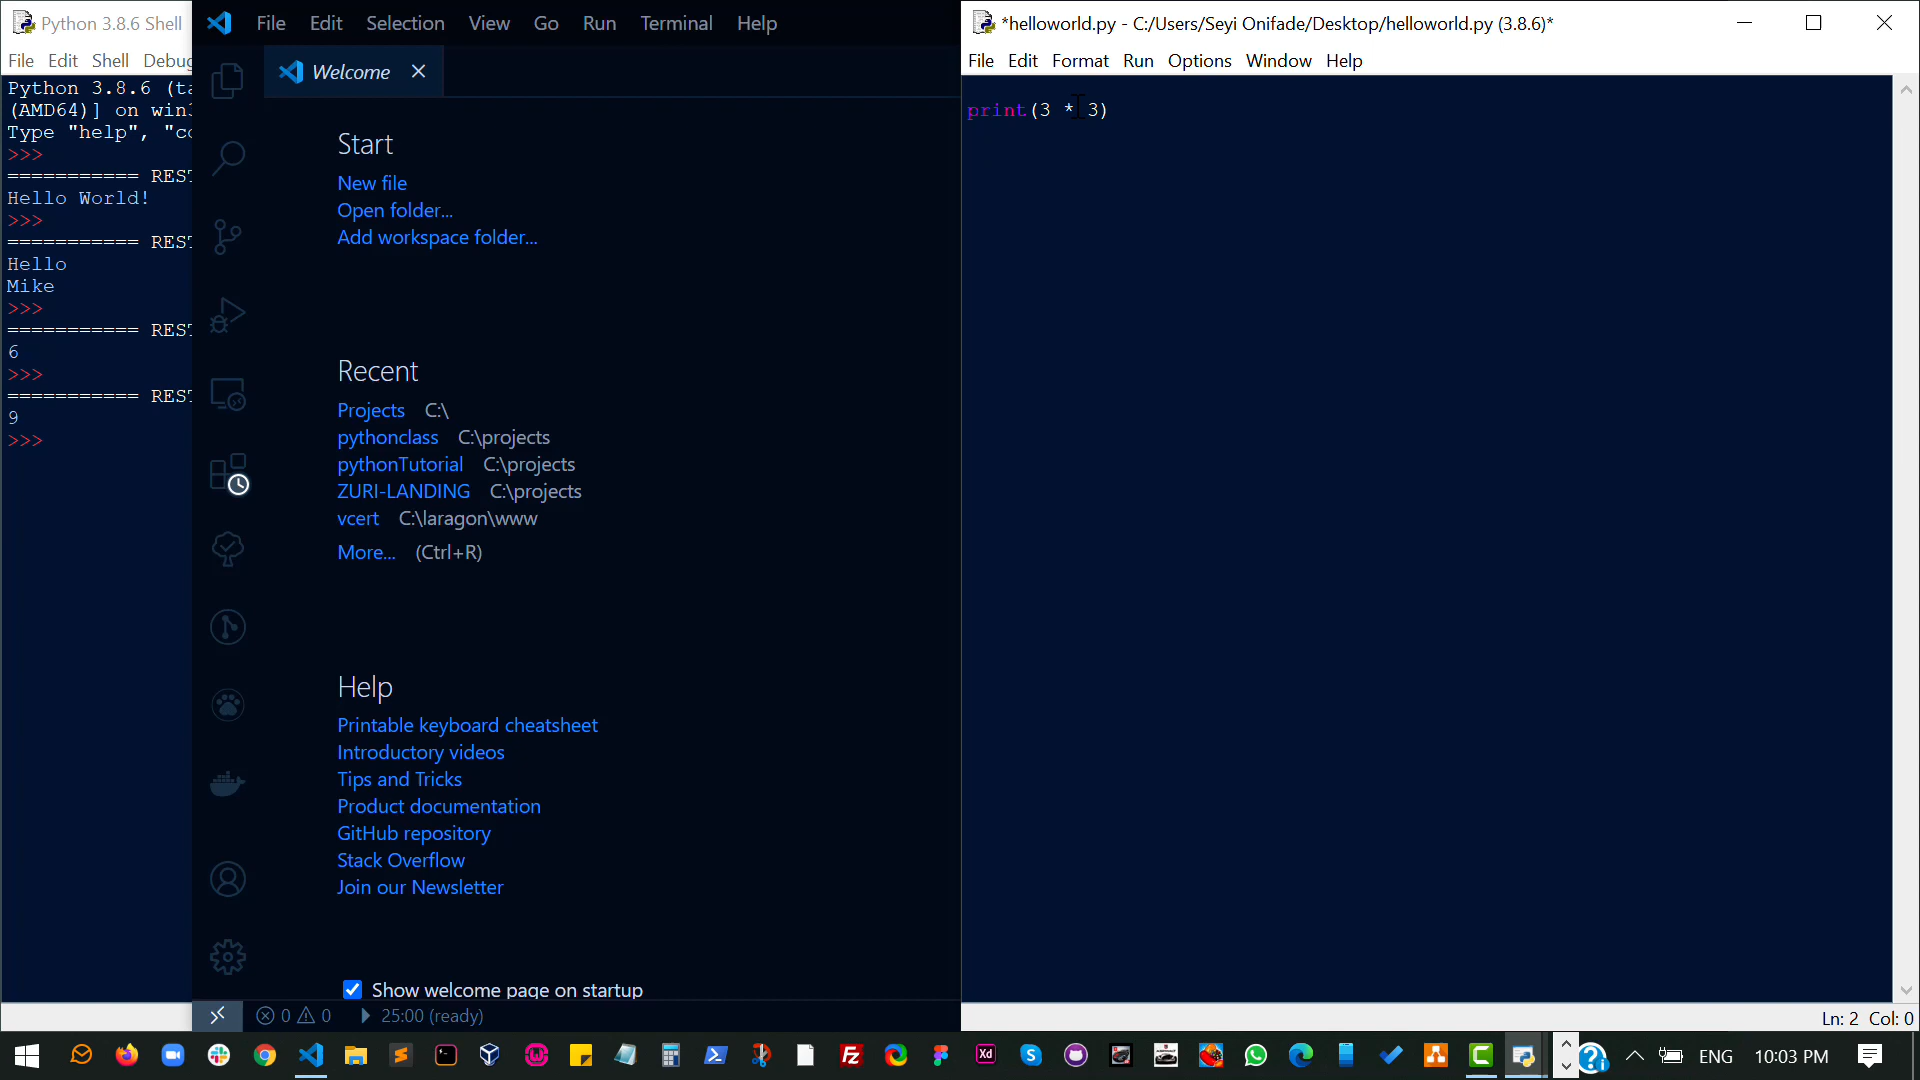 Python 3.8.6 Shell
File Edit Shell Debug
Python 3.8.6 (ta
(AMD64)] on win3
Type "help", "co
>>>
=========== REST
Hello World!
>>>
=========== REST
Hello
Mike
>>>
=========== REST
6
>>>
=========== REST
9
>>>
File Edit Selection View Go Run Terminal Help
Welcome
Start
New file
Open folder...
Add workspace folder...
Recent
Projects C:\
pythonclass C:\projects
pythonTutorial C:\projects
ZURI-LANDING C:\projects
vcert C:\laragon\www
More... (Ctrl+R)
Help
Printable keyboard cheatsheet
Introductory videos
Tips and Tricks
Product documentation
GitHub repository
Stack Overflow
Join our Newsletter
Show welcome page on startup
0 0 25:00 (ready)
*helloworld.py - C:/Users/Seyi Onifade/Desktop/helloworld.py (3.8.6)*
File Edit Format Run Options Window Help
print(3 * 3)
Ln: 2 Col: 0
ENG 10:03 PM